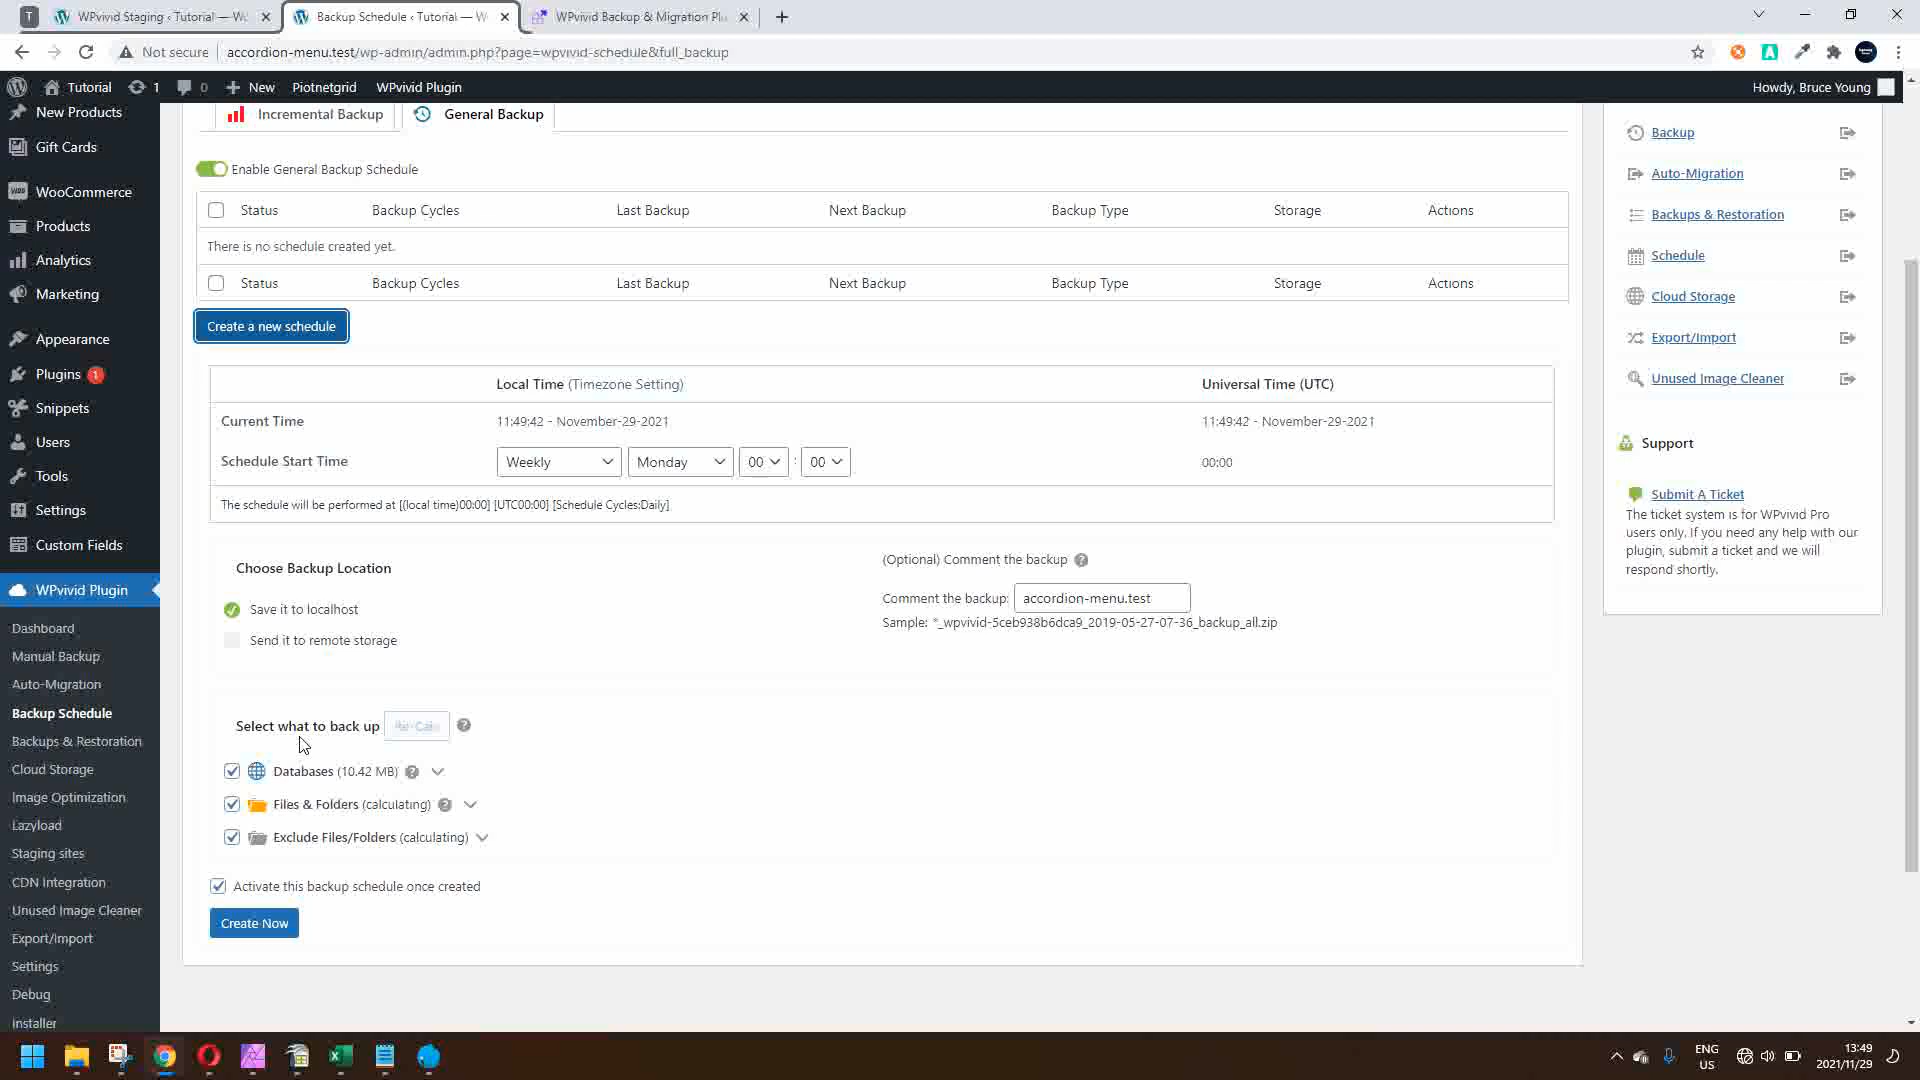 T
WPvivid Staging ‹ Tutorial — W
Backup Schedule ‹ Tutorial — W
WPvivid Backup & Migration Plu
Not secure
accordion-menu.test/wp-admin/admin.php?page=wpvivid-schedule&full_backup
Tutorial
1
0
New
Piotnetgrid
WPvivid Plugin
Howdy, Bruce Young
New Products
Gift Cards
WooCommerce
Products
Analytics
Marketing
Appearance
Plugins 1
Snippets
Users
Tools
Settings
Custom Fields
WPvivid Plugin
Dashboard
Manual Backup
Auto-Migration
Backup Schedule
Backups & Restoration
Cloud Storage
Image Optimization
Lazyload
Staging sites
CDN Integration
Unused Image Cleaner
Export/Import
Settings
Debug
Installer
Incremental Backup
General Backup
Enable General Backup Schedule
Status Backup Cycles Last Backup Next Backup Backup Type Storage Actions
There is no schedule created yet.
Status Backup Cycles Last Backup Next Backup Backup Type Storage Actions
Create a new schedule
Local Time (Timezone Setting) Universal Time (UTC)
Current Time 11:49:42 - November-29-2021 11:49:42 - November-29-2021
Schedule Start Time Weekly Monday 00 : 00 00:00
The schedule will be performed at [(local time)00:00] [UTC00:00] [Schedule Cycles:Daily]
Choose Backup Location
Save it to localhost
Send it to remote storage
(Optional) Comment the backup
Comment the backup: accordion-menu.test
Sample: *_wpvivid-5ceb938b6dca9_2019-05-27-07-36_backup_all.zip
Select what to back up Re-Calc
Databases (10.42 MB)
Files & Folders (calculating)
Exclude Files/Folders (calculating)
Activate this backup schedule once created
Create Now
Backup
Auto-Migration
Backups & Restoration
Schedule
Cloud Storage
Export/Import
Unused Image Cleaner
Support
Submit A Ticket
The ticket system is for WPvivid Pro
users only. If you need any help with our
plugin, submit a ticket and we will
respond shortly.
ENG
US
13:49
2021/11/29